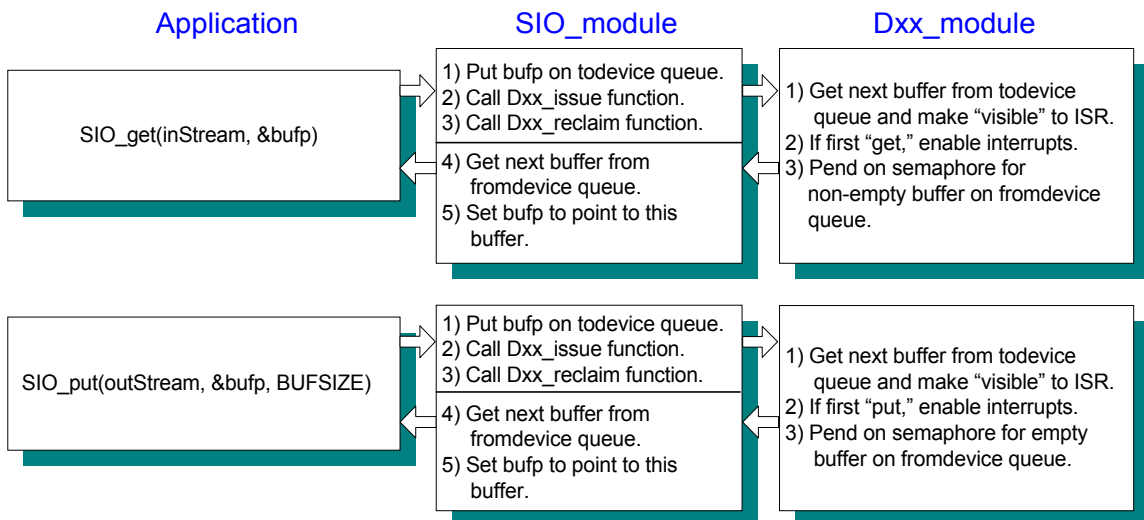 Application
SIO_module
Dxx_module
SIO_get(inStream, &bufp)
1) Put bufp on todevice queue.
2) Call Dxx_issue function.
3) Call Dxx_reclaim function.
4) Get next buffer from
fromdevice queue.
5) Set bufp to point to this
buffer.
1) Get next buffer from todevice
queue and make “visible” to ISR.
2) If first “get,” enable interrupts.
3) Pend on semaphore for
non-empty buffer on fromdevice
queue.
SIO_put(outStream, &bufp, BUFSIZE)
1) Put bufp on todevice queue.
2) Call Dxx_issue function.
3) Call Dxx_reclaim function.
4) Get next buffer from
fromdevice queue.
5) Set bufp to point to this
buffer.
1) Get next buffer from todevice
queue and make “visible” to ISR.
2) If first “put,” enable interrupts.
3) Pend on semaphore for empty
buffer on fromdevice queue.